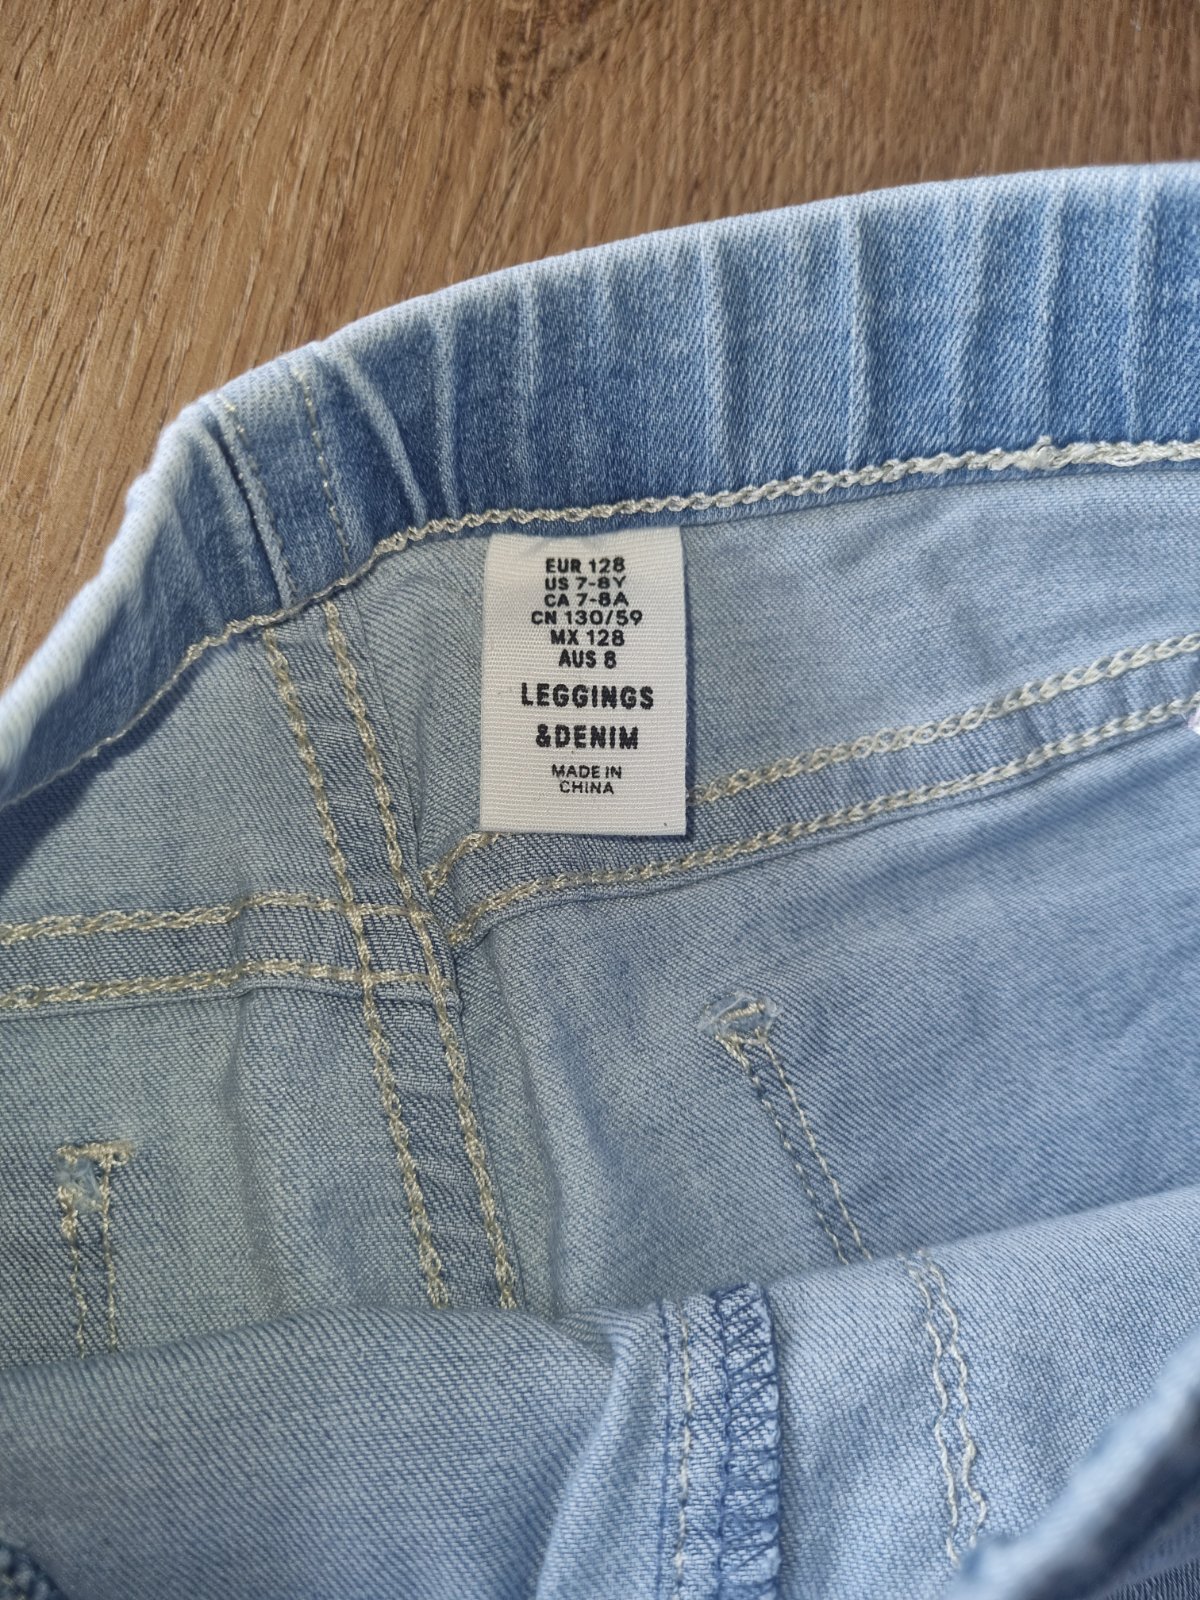 EUR 128
US 7-8Y
CA 7-8A
CN 130/59
MX 128
AUS 8
LEGGINGS
&DENIM
MADE IN
CHINA